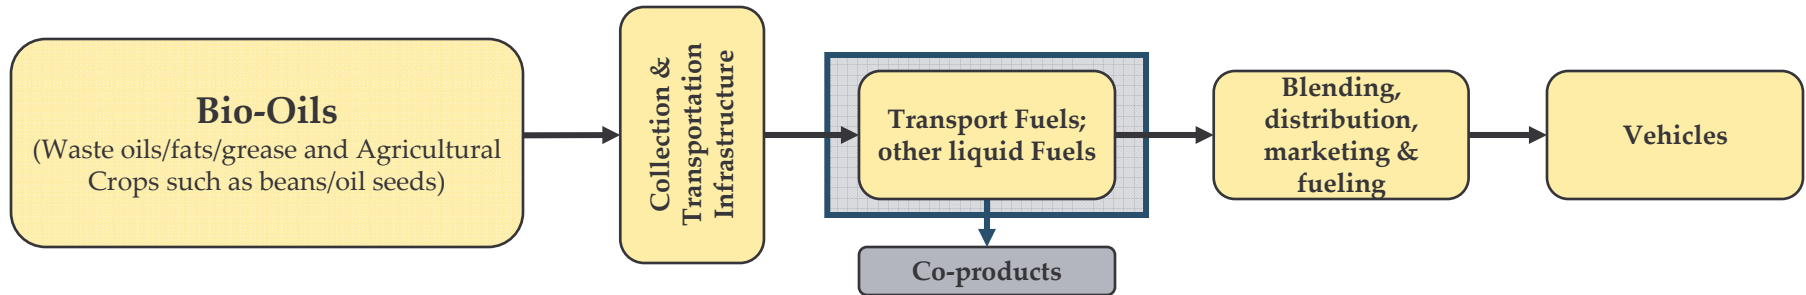 Bio-Oils
(Waste oils/fats/grease and Agricultural
Crops such as beans/oil seeds)
Collection &
Transportation
Infrastructure
Transport Fuels;
other liquid Fuels
Co-products
Blending,
distribution,
marketing &
fueling
Vehicles